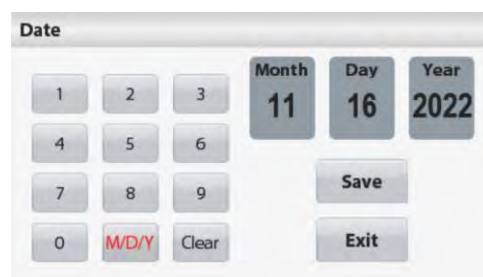 Date
1 2 3
4 5 6
7 8 9
0 M/D/Y Clear
Month Day Year
11 16 2022
Save
Exit